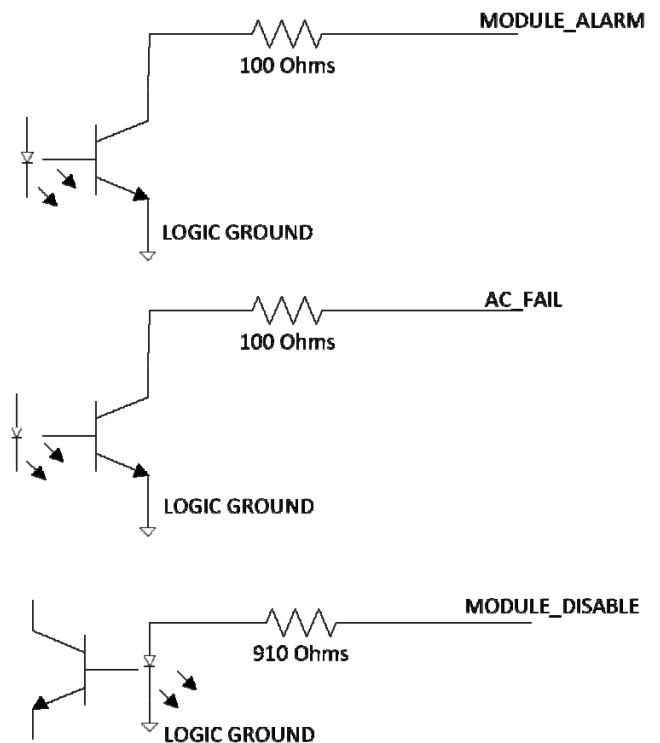 MODULE_ALARM
100 Ohms
LOGIC GROUND
AC_FAIL
100 Ohms
LOGIC GROUND
MODULE_DISABLE
910 Ohms
LOGIC GROUND